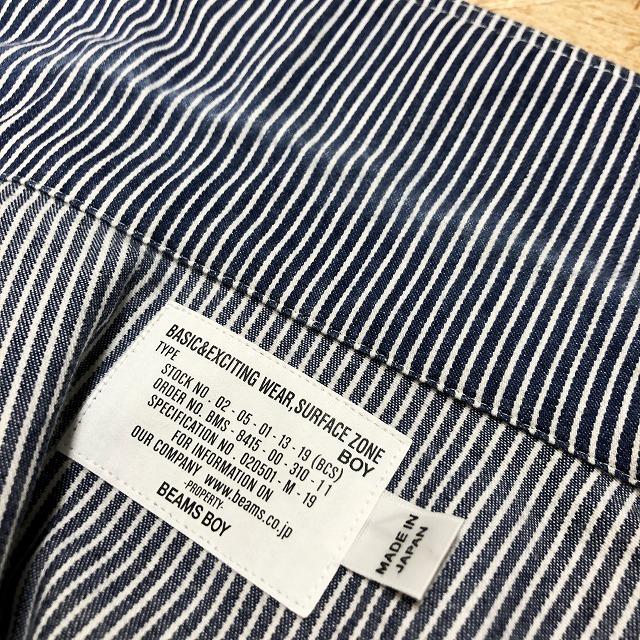 BASIC&EXCITING WEAR,SURFACE ZONE
TYPE BOY
STOCK NO 02 - 05 - 01 - 13 - 19 (BCS)
ORDER NO. BMS - 8415 - 00 - 310 - 1T
SPECIFICATION NO. 020501 - M - 19
FOR INFORMATION ON
OUR COMPANY www.beams.co.jp
-PROPERTY-
BEAMS BOY
MADE IN
JAPAN